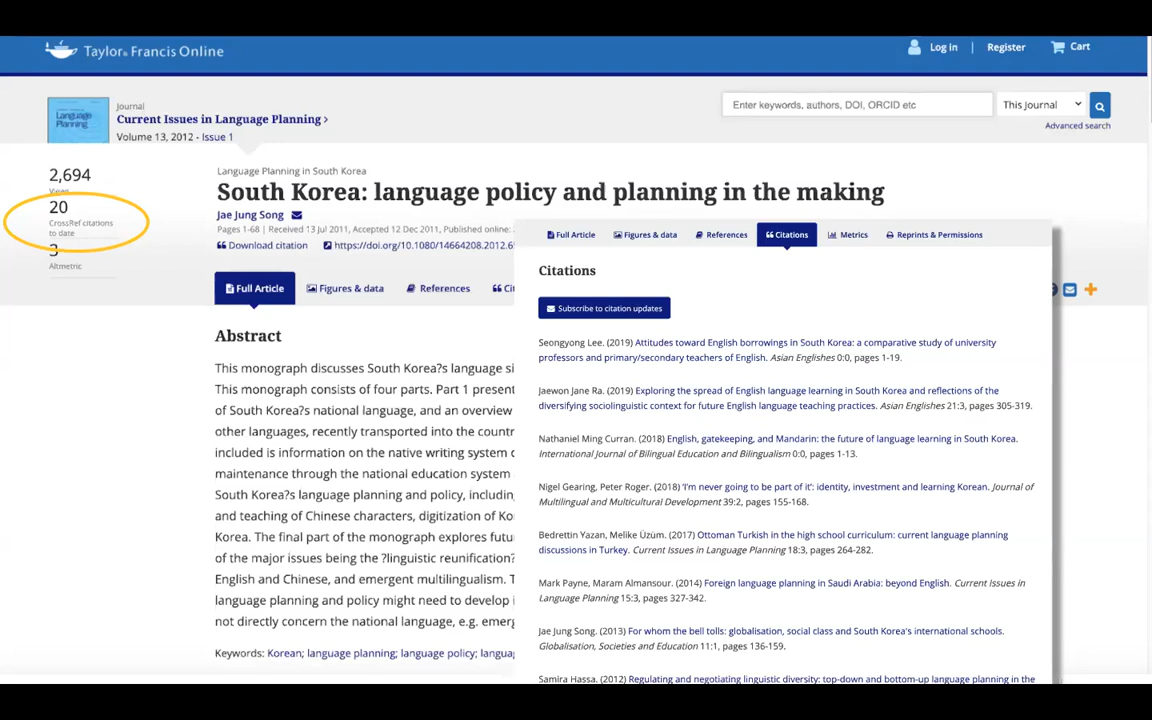 Taylor & Francis Online
Log in | Register Cart
Journal
Current Issues in Language Planning >
Volume 13, 2012 - Issue 1
Enter keywords, authors, DOI, ORCID etc
This Journal
Advanced search
Language Planning
2,694
Views
20
CrossRef citations
to date
3
Altmetric
Language Planning in South Korea
South Korea: language policy and planning in the making
Jae Jung Song
Pages 1-68 | Received 13 Jul 2011, Accepted 12 Dec 2011, Published online:
Download citation https://doi.org/10.1080/14664208.2012.6
Full Article Figures & data References
Abstract
This monograph discusses South Korea?s language si
This monograph consists of four parts. Part 1 present
of South Korea?s national language, and an overview
other languages, recently transported into the country
included is information on the native writing system
maintenance through the national education system
South Korea?s language planning and policy, including
and teaching of Chinese characters, digitization of Ko
Korea. The final part of the monograph explores futu
of the major issues being the ?linguistic reunification?
English and Chinese, and emergent multilingualism. T
language planning and policy might need to develop i
not directly concern the national language, e.g. emerg
Keywords: Korean; language planning; language policy; langua
Full Article Figures & data References Citations Metrics Reprints & Permissions
Citations
Subscribe to citation updates
Seongyong Lee. (2019) Attitudes toward English borrowings in South Korea: a comparative study of university
professors and primary/secondary teachers of English. Asian Englishes 0:0, pages 1-19.
Jaewon Jane Ra. (2019) Exploring the spread of English language learning in South Korea and reflections of the
diversifying sociolinguistic context for future English language teaching practices. Asian Englishes 21:3, pages 305-319.
Nathaniel Ming Curran. (2018) English, gatekeeping, and Mandarin: the future of language learning in South Korea.
International Journal of Bilingual Education and Bilingualism 0:0, pages 1-13.
Nigel Gearing, Peter Roger. (2018) 'I'm never going to be part of it': identity, investment and learning Korean. Journal of
Multilingual and Multicultural Development 39:2, pages 155-168.
Bedrettin Yazan, Melike Üzüm. (2017) Ottoman Turkish in the high school curriculum: current language planning
discussions in Turkey. Current Issues in Language Planning 18:3, pages 264-282.
Mark Payne, Maram Almansour. (2014) Foreign language planning in Saudi Arabia: beyond English. Current Issues in
Language Planning 15:3, pages 327-342.
Jae Jung Song. (2013) For whom the bell tolls: globalisation, social class and South Korea's international schools.
Globalisation, Societies and Education 11:1, pages 136-159.
Samira Hassa. (2012) Regulating and negotiating linguistic diversity: top-down and bottom-up language planning in the